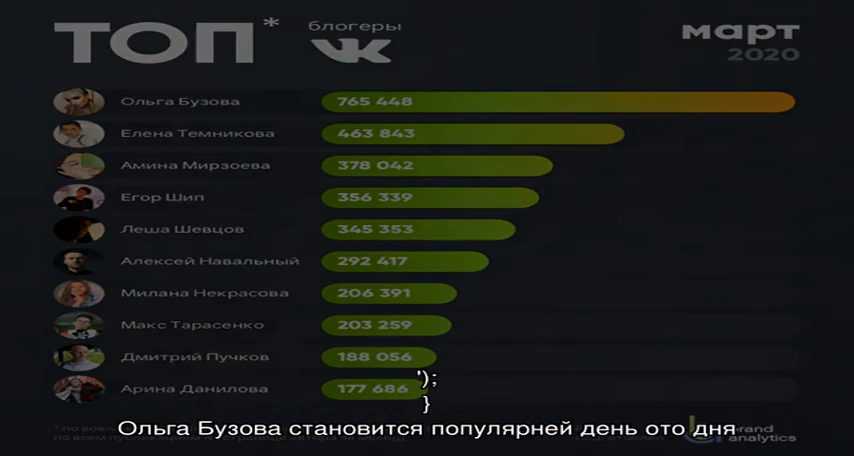 ТОП*
блогеры
март
2020
Ольга Бузова 765 448
Елена Темникова 463 843
Амина Мирзоева 378 042
Егор Шип 356 339
Леша Шевцов 345 353
Алексей Навальный 292 417
Милана Некрасова 206 391
Макс Тарасенко 203 259
Дмитрий Пучков 188 056
Арина Данилова 177 686
');
}
Ольга Бузова становится популярней день ото дня
brand
analytics